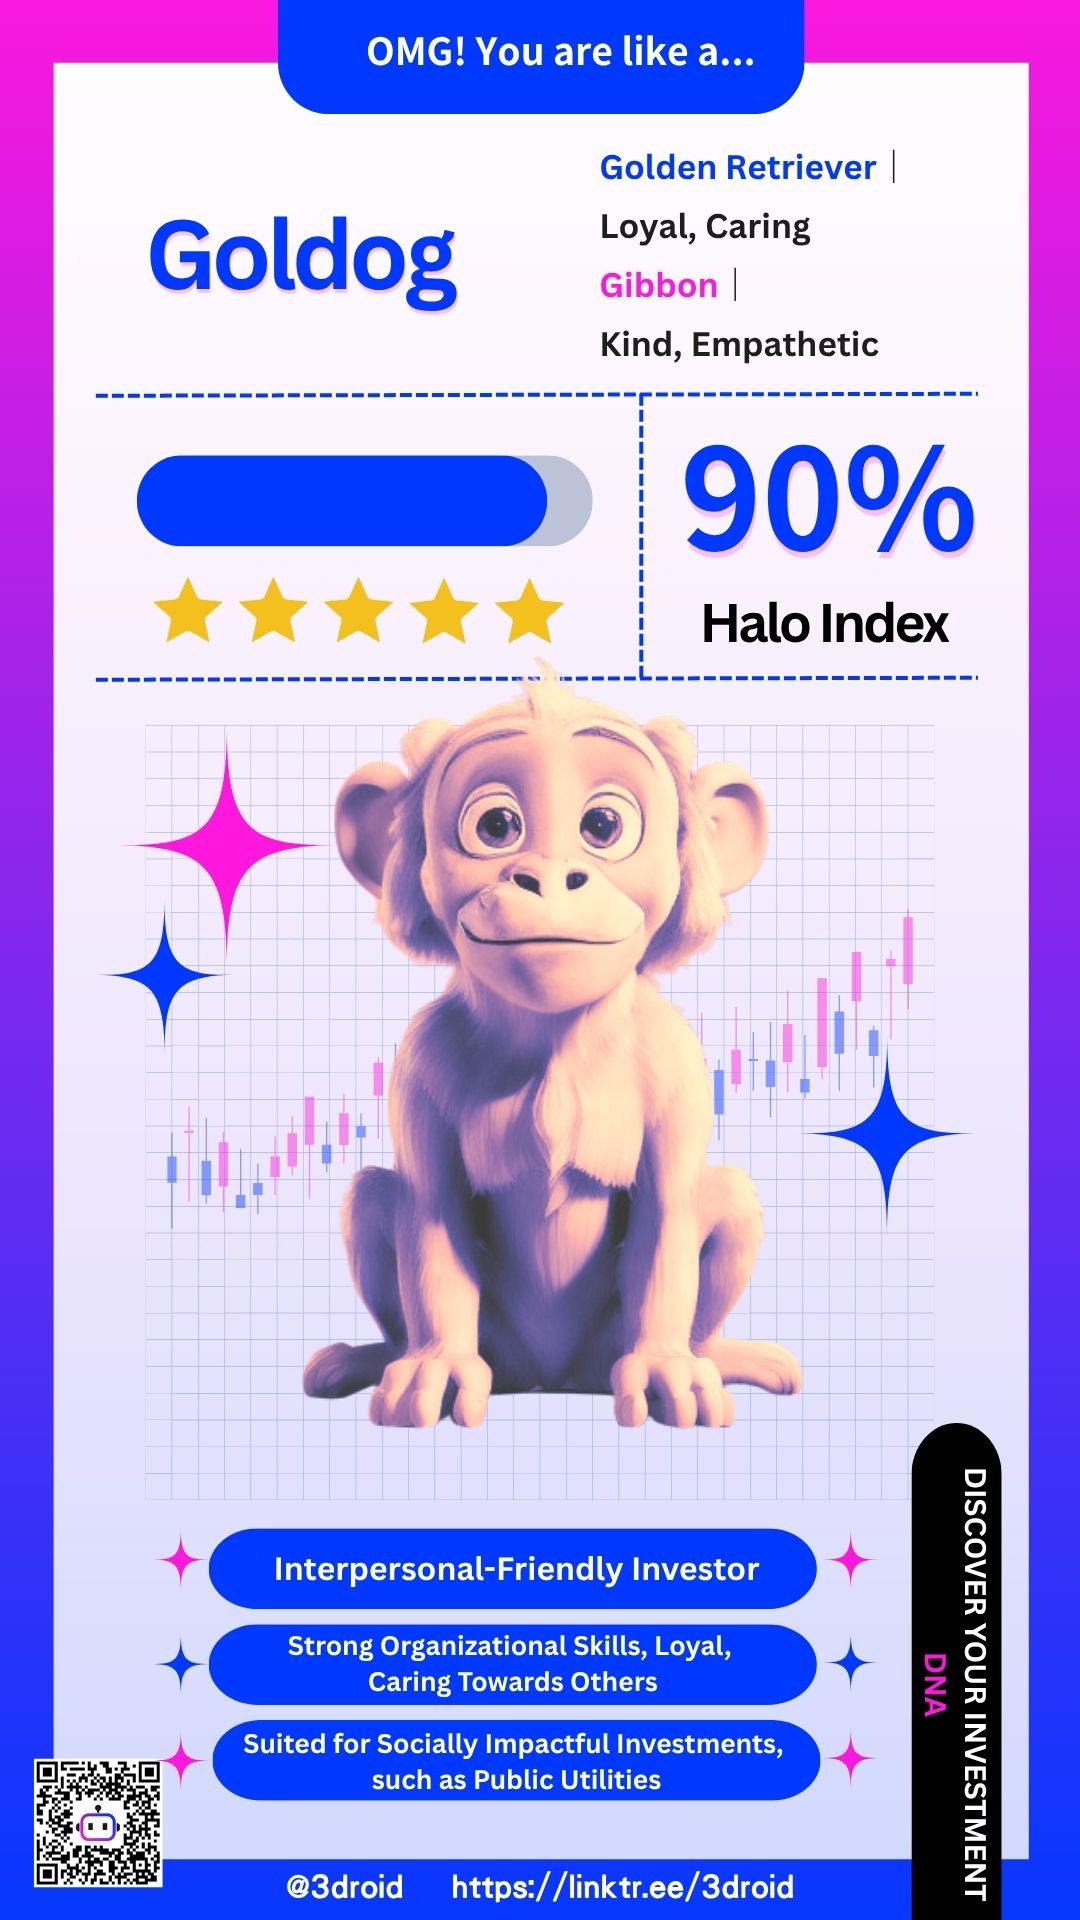 OMG! You are like a...
Goldog
Golden Retriever |
Loyal, Caring
Gibbon |
Kind, Empathetic
90%
Halo Index
Interpersonal-Friendly Investor
Strong Organizational Skills, Loyal,
Caring Towards Others
Suited for Socially Impactful Investments,
such as Public Utilities
DISCOVER YOUR INVESTMENT
DNA
@3droid
https://linktr.ee/3droid